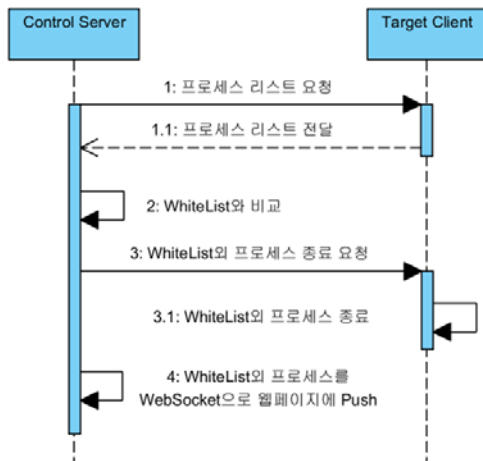 Control Server
Target Client
1: 프로세스 리스트 요청
1.1: 프로세스 리스트 전달
2: WhiteList와 비교
3: WhiteList외 프로세스 종료 요청
3.1: WhiteList외 프로세스 종료
4: WhiteList외 프로세스를
WebSocket으로 웹페이지에 Push